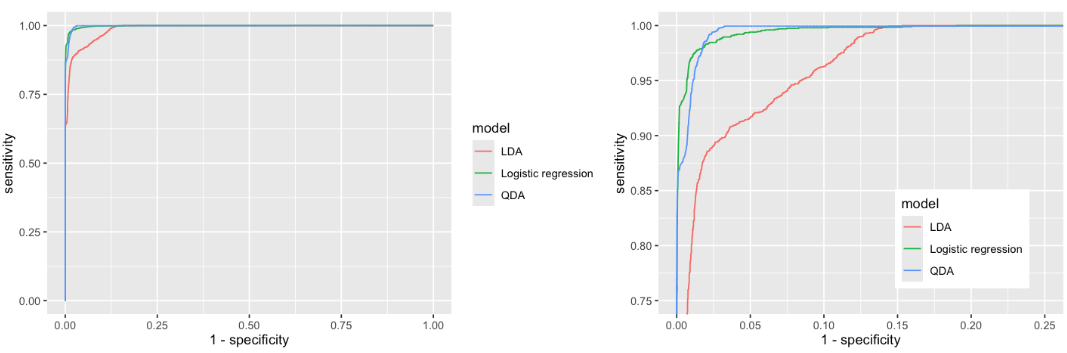 1.00
0.75
0.50
0.25
0.00
sensitivity
0.00 0.25 0.50 0.75 1.00
1 - specificity
model
LDA
Logistic regression
QDA
1.00
0.95
0.90
0.85
0.80
0.75
sensitivity
0.00 0.05 0.10 0.15 0.20 0.25
1 - specificity
model
LDA
Logistic regression
QDA